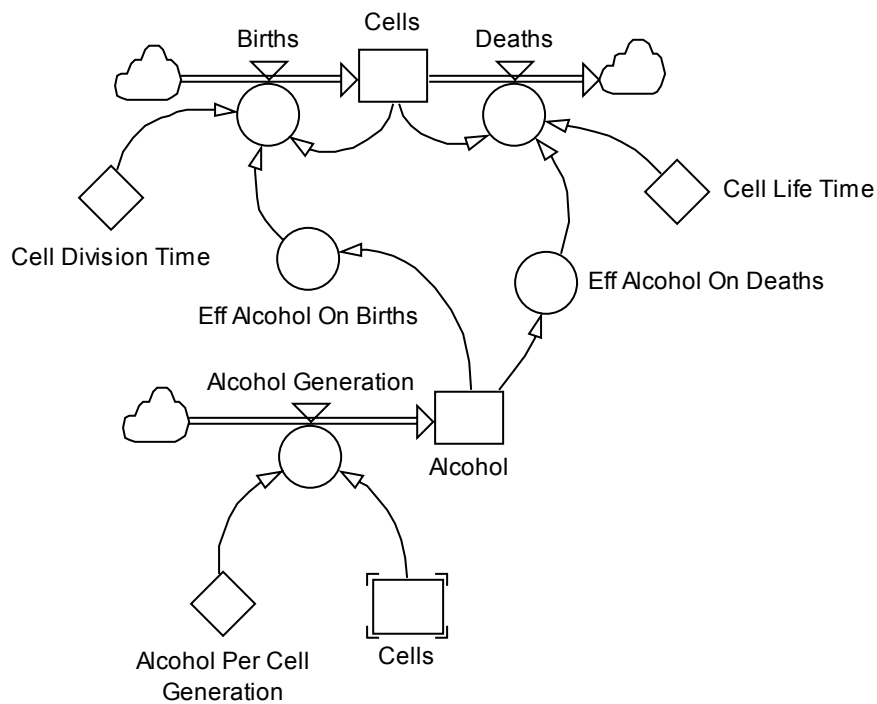 Cells
Births
Deaths
Cell Life Time
Cell Division Time
Eff Alcohol On Deaths
Eff Alcohol On Births
Alcohol Generation
Alcohol
Alcohol Per Cell
Generation
Cells